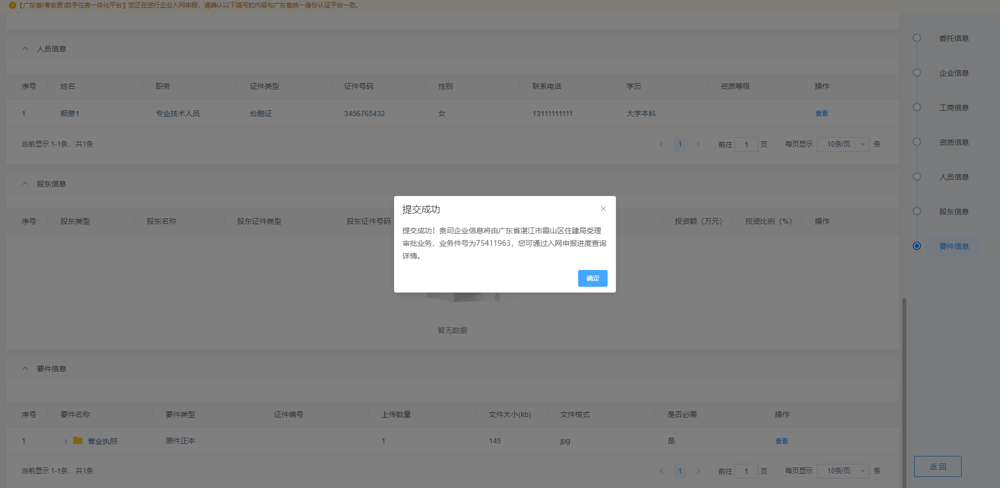 【广东省(粤安居)数字住房一体化平台】您正在进行企业入网申报，请确认以下填写的内容与广东省统一身份认证平台一致。
人员信息
序号 姓名 职务 证件类型 证件号码 性别 联系电话 学历 资质等级 操作
1 顺意1 专业技术人员 台胞证 3456765432 女 13111111111 大学本科 查看
当前显示 1-1条，共1条 1 前往 1 页 每页显示 10条/页 条
股东信息
序号 股东类型 股东名称 股东证件类型 股东证件号码 投资额（万元） 投资比例（%） 操作
暂无数据
提交成功
提交成功！贵司企业信息将由广东省湛江市霞山区住建局受理
审批业务，业务件号为75411963，您可通过入网申报进度查询
详情。
确定
要件信息
序号 要件名称 要件类型 证件编号 上传数量 文件大小(kb) 文件格式 是否必需 操作
1 营业执照 原件正本 1 145 jpg 是 查看
当前显示 1-1条，共1条 1 前往 1 页 每页显示 10条/页 条
委托信息
企业信息
工商信息
资质信息
人员信息
股东信息
要件信息
返回